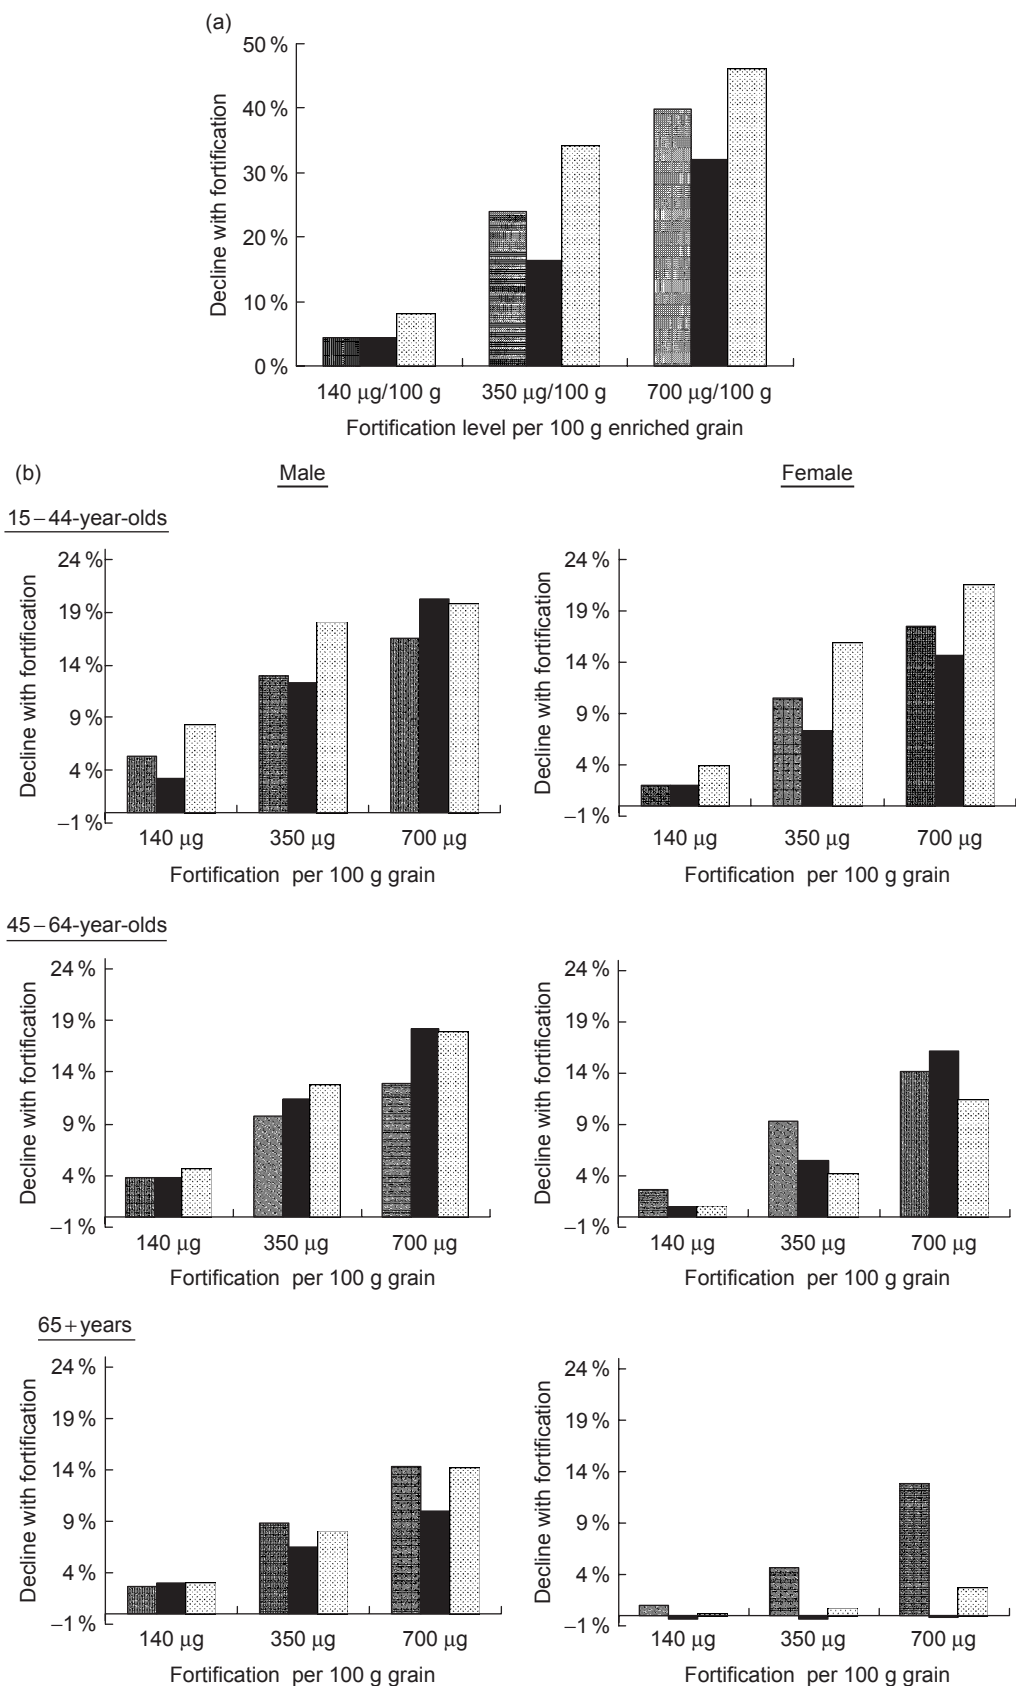 (a)
50 %
40 %
30 %
20 %
10 %
0 %
Decline with fortification
140 µg/100 g 350 µg/100 g 700 µg/100 g
Fortification level per 100 g enriched grain
(b) Male Female
15–44-year-olds
24 %
19 %
14 %
9 %
4 %
–1 %
Decline with fortification
140 µg 350 µg 700 µg
Fortification per 100 g grain
24 %
19 %
14 %
9 %
4 %
–1 %
Decline with fortification
140 µg 350 µg 700 µg
Fortification per 100 g grain
45–64-year-olds
24 %
19 %
14 %
9 %
4 %
–1 %
Decline with fortification
140 µg 350 µg 700 µg
Fortification per 100 g grain
24 %
19 %
14 %
9 %
4 %
–1 %
Decline with fortification
140 µg 350 µg 700 µg
Fortification per 100 g grain
65+years
24 %
19 %
14 %
9 %
4 %
–1 %
Decline with fortification
140 µg 350 µg 700 µg
Fortification per 100 g grain
24 %
19 %
14 %
9 %
4 %
–1 %
Decline with fortification
140 µg 350 µg 700 µg
Fortification per 100 g grain